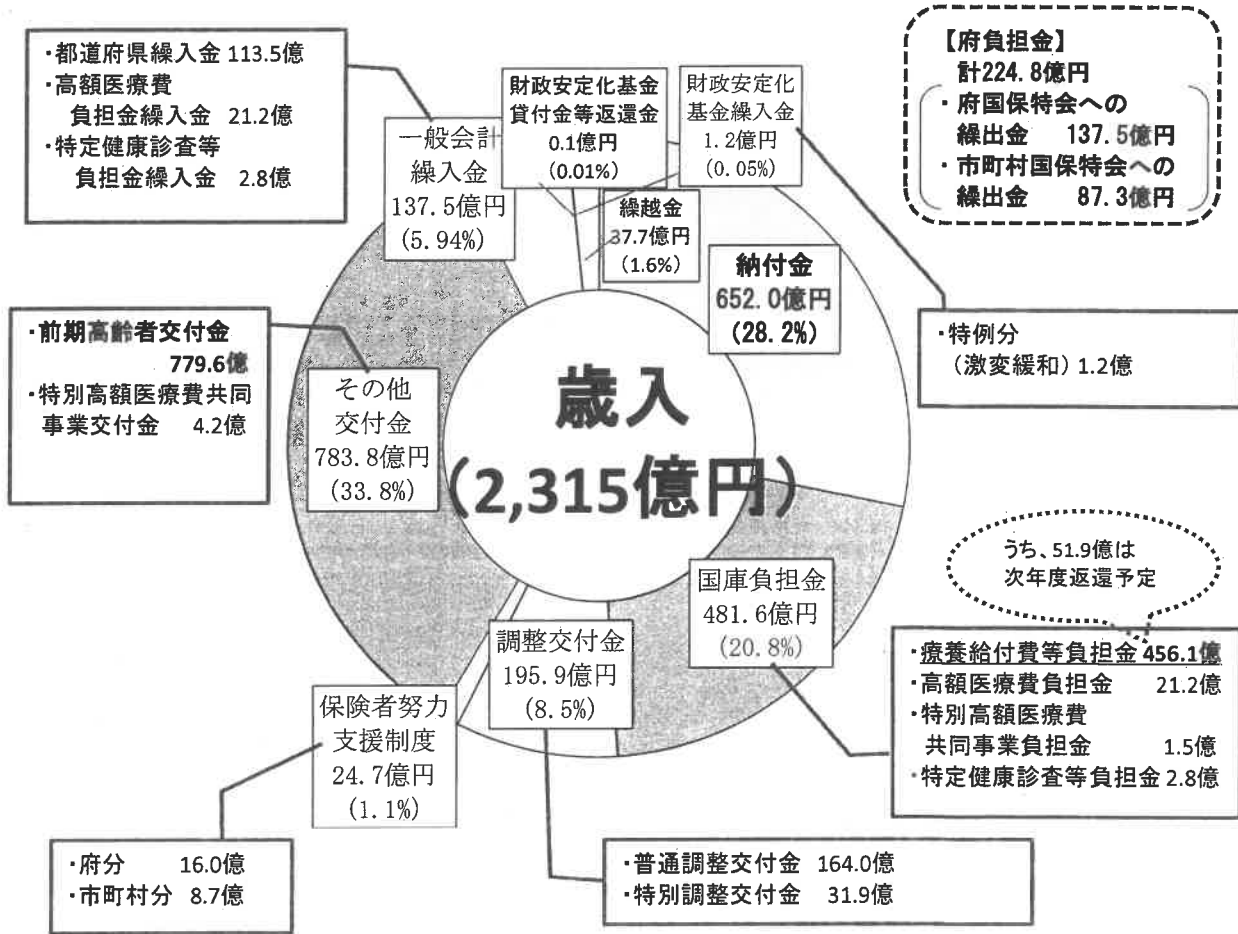 ・都道府県繰入金 113.5億
・高額医療費
負担金繰入金 21.2億
・特定健康診査等
負担金繰入金 2.8億
一般会計
繰入金
137.5億円
(5.94%)
財政安定化基金
貸付金等返還金
0.1億円
(0.01%)
財政安定化
基金繰入金
1.2億円
(0.05%)
【府負担金】
計224.8億円
・府国保特会への
繰出金 137.5億円
・市町村国保特会への
繰出金 87.3億円
繰越金
37.7億円
(1.6%)
納付金
652.0億円
(28.2%)
・特例分
(激変緩和) 1.2億
・前期高齢者交付金
779.6億
・特別高額医療費共同
事業交付金 4.2億
その他
交付金
783.8億円
(33.8%)
歳入
(2,315億円)
うち、51.9億は
次年度返還予定
国庫負担金
481.6億円
(20.8%)
・療養給付費等負担金 456.1億
・高額医療費負担金 21.2億
・特別高額医療費
共同事業負担金 1.5億
・特定健康診査等負担金 2.8億
調整交付金
195.9億円
(8.5%)
保険者努力
支援制度
24.7億円
(1.1%)
・府分 16.0億
・市町村分 8.7億
・普通調整交付金 164.0億
・特別調整交付金 31.9億